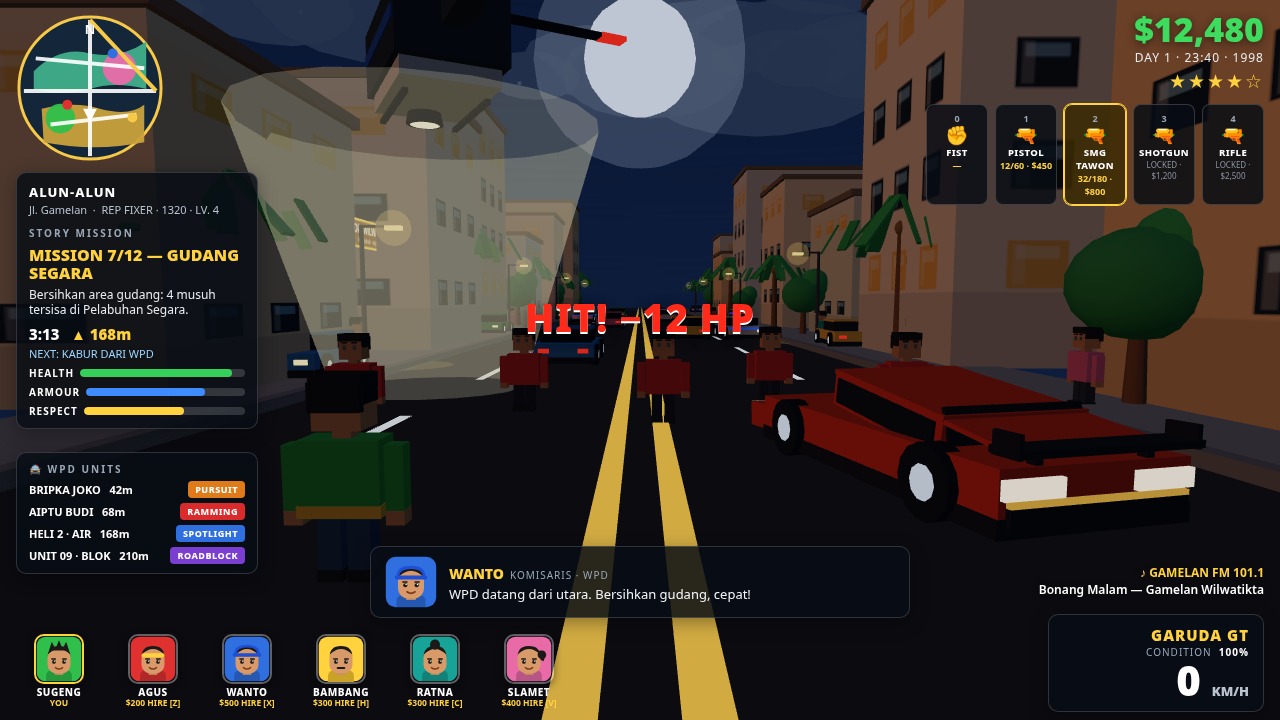 N
ALUN-ALUN
Jl. Gamelan · REP FIXER · 1320 · LV. 4
STORY MISSION
MISSION 7/12 — GUDANG
SEGARA
Bersihkan area gudang: 4 musuh
tersisa di Pelabuhan Segara.
3:13 ▲ 168m
NEXT: KABUR DARI WPD
HEALTH
ARMOUR
RESPECT
WPD UNITS
BRIPKA JOKO 42m PURSUIT
AIPTU BUDI 68m RAMMING
HELI 2 · AIR 168m SPOTLIGHT
UNIT 09 · BLOK 210m ROADBLOCK
$12,480
DAY 1 · 23:40 · 1998
★★★★☆
0
FIST
—
1
PISTOL
12/60 · $450
2
SMG
TAWON
32/180 ·
$800
3
SHOTGUN
LOCKED ·
$1,200
4
RIFLE
LOCKED ·
$2,500
HIT! −12 HP
WANTO KOMISARIS · WPD
WPD datang dari utara. Bersihkan gudang, cepat!
♪ GAMELAN FM 101.1
Bonang Malam — Gamelan Wilwatikta
GARUDA GT
CONDITION 100%
0 KM/H
SUGENG
YOU
AGUS
$200 HIRE [Z]
WANTO
$500 HIRE [X]
BAMBANG
$300 HIRE [H]
RATNA
$300 HIRE [C]
SLAMET
$400 HIRE [V]